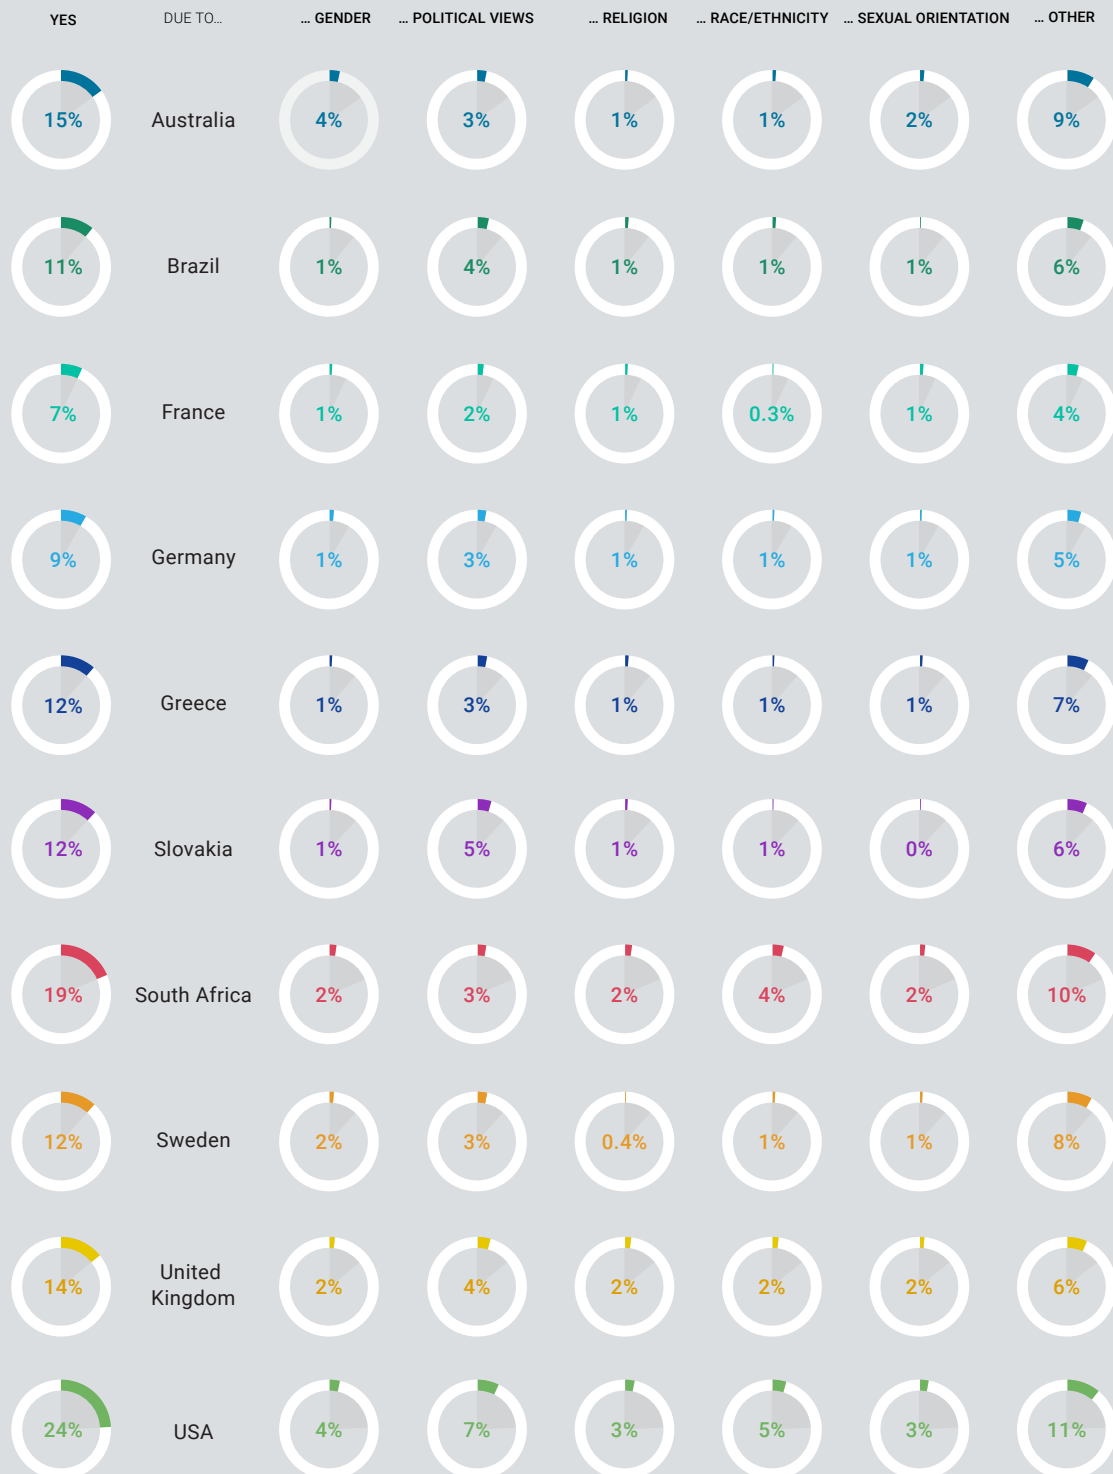 YES DUE TO... ... GENDER ... POLITICAL VIEWS ... RELIGION ... RACE/ETHNICITY ... SEXUAL ORIENTATION ... OTHER
15% Australia 4% 3% 1% 1% 2% 9%
11% Brazil 1% 4% 1% 1% 1% 6%
7% France 1% 2% 1% 0.3% 1% 4%
9% Germany 1% 3% 1% 1% 1% 5%
12% Greece 1% 3% 1% 1% 1% 7%
12% Slovakia 1% 5% 1% 1% 0% 6%
19% South Africa 2% 3% 2% 4% 2% 10%
12% Sweden 2% 3% 0.4% 1% 1% 8%
14% United Kingdom 2% 4% 2% 2% 2% 6%
24% USA 4% 7% 3% 5% 3% 11%